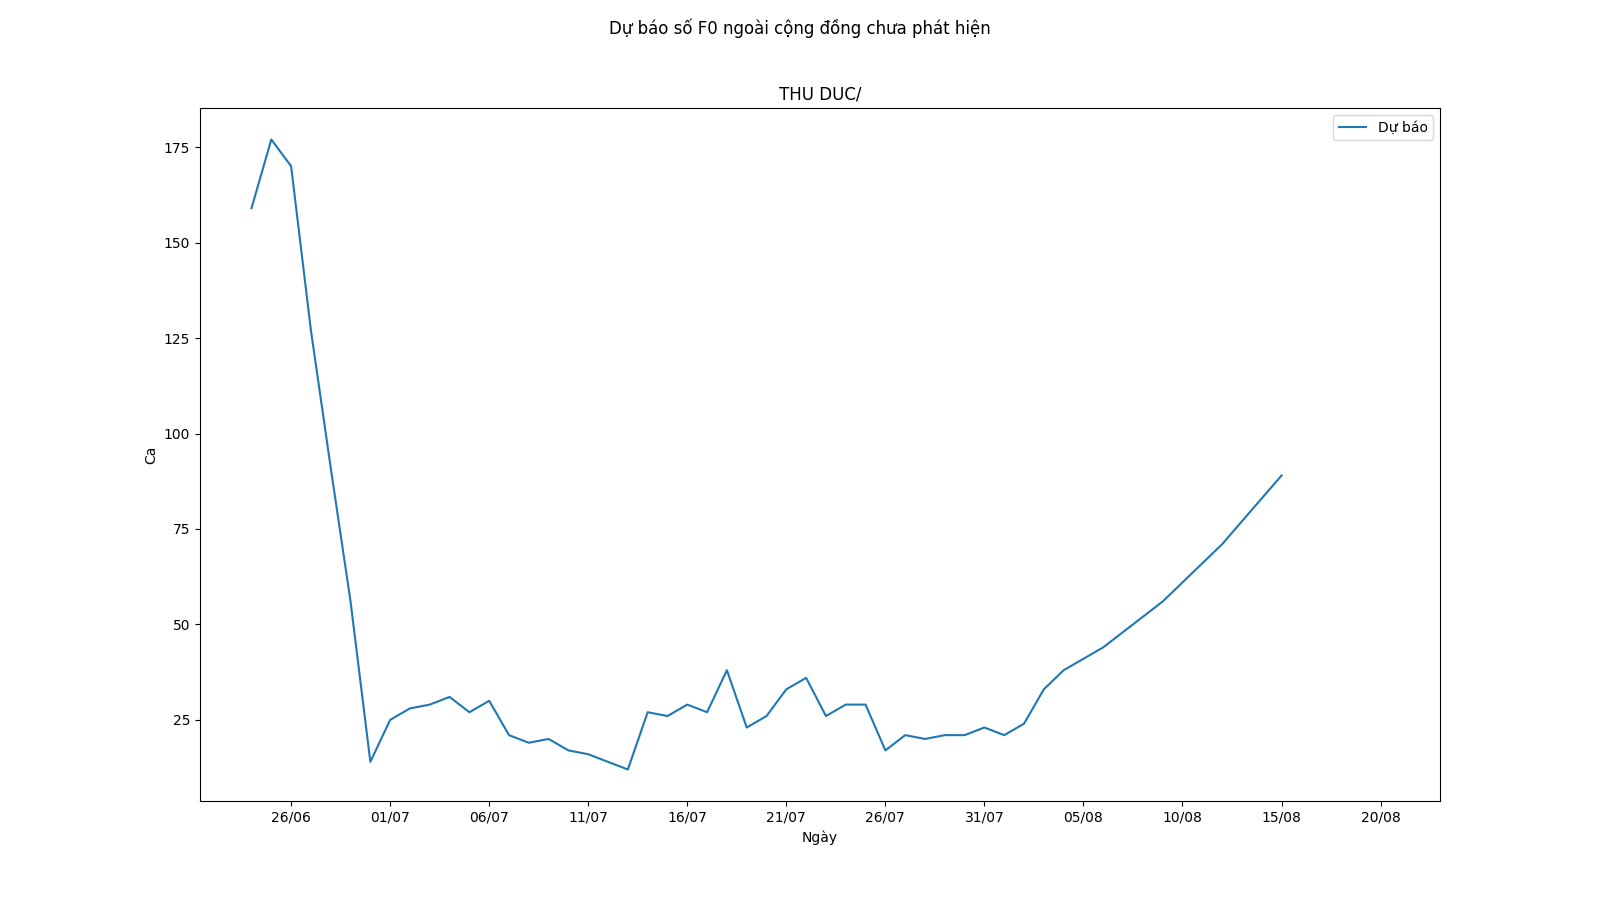 Dự báo số F0 ngoài cộng đồng chưa phát hiện
THU DUC/
Dự báo
175
150
125
100
75
50
25
Ca
26/06 01/07 06/07 11/07 16/07 21/07 26/07 31/07 05/08 10/08 15/08 20/08
Ngày